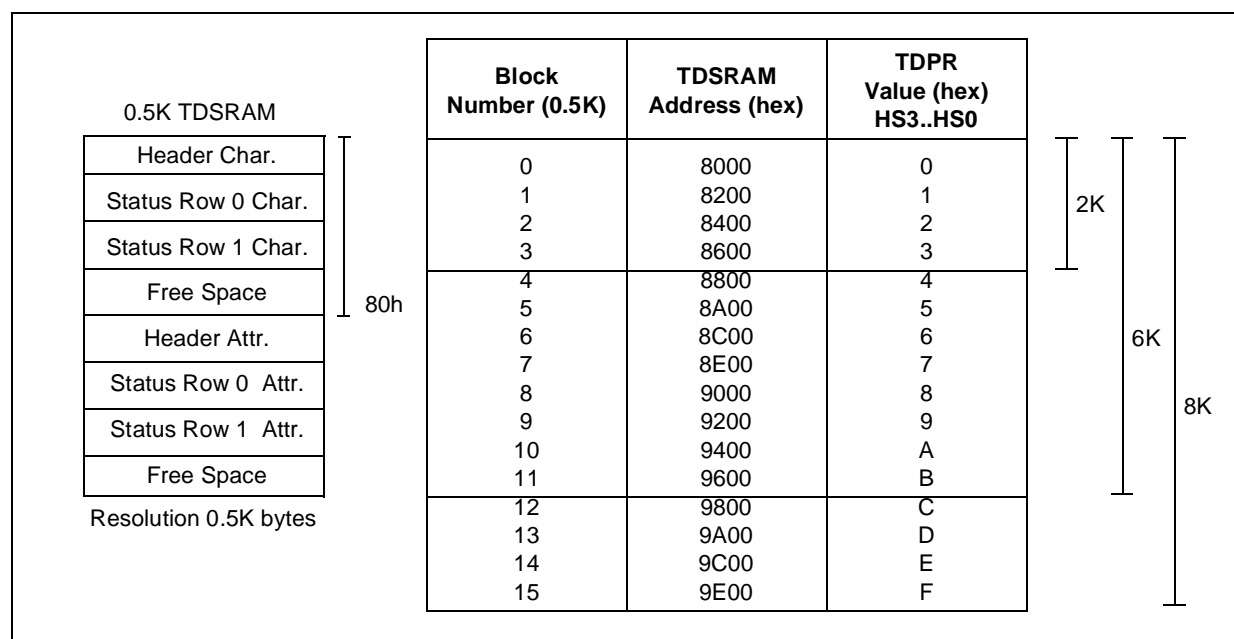 0.5K TDSRAM
Header Char.
Status Row 0 Char.
Status Row 1 Char.
Free Space
80h
Header Attr.
Status Row 0 Attr.
Status Row 1 Attr.
Free Space
Resolution 0.5K bytes
Block Number (0.5K) TDSRAM Address (hex) TDPR Value (hex) HS3..HS0
0 8000 0
1 8200 1
2 8400 2
3 8600 3
4 8800 4
5 8A00 5
6 8C00 6
7 8E00 7
8 9000 8
9 9200 9
10 9400 A
11 9600 B
12 9800 C
13 9A00 D
14 9C00 E
15 9E00 F
2K
6K
8K